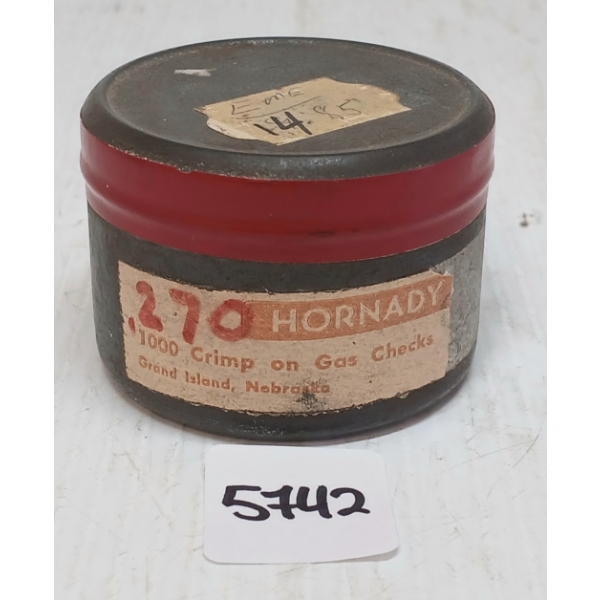 14.85
.270 HORNADY
1000 Crimp on Gas Checks
Grand Island, Nebraska
5742